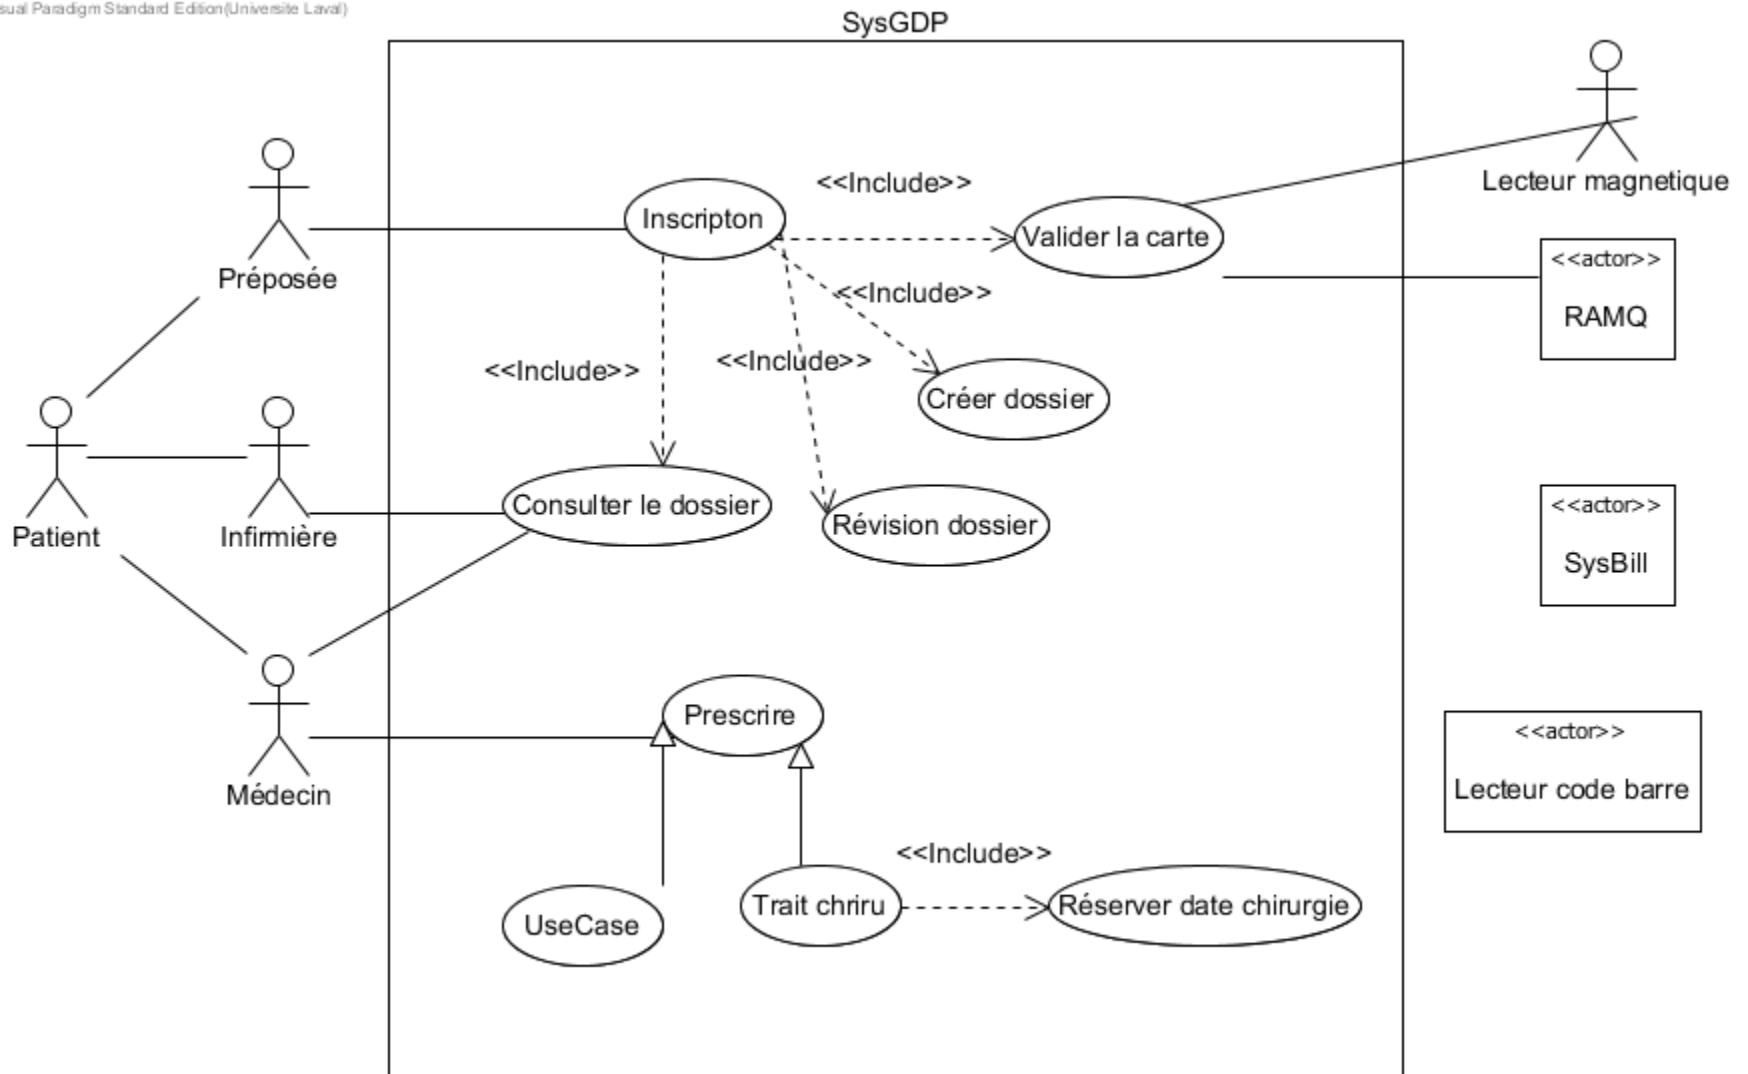 sual Paradigm Standard Edition(Universite Laval)
SysGDP
Lecteur magnetique
<<Include>>
Inscripton
Valider la carte
Préposée
<<actor>>
RAMQ
<<Include>>
<<Include>>
<<Include>>
Créer dossier
Patient
Infirmière
Consulter le dossier
Révision dossier
<<actor>>
SysBill
Prescrire
Médecin
<<actor>>
Lecteur code barre
<<Include>>
UseCase
Trait chriru
Réserver date chirurgie